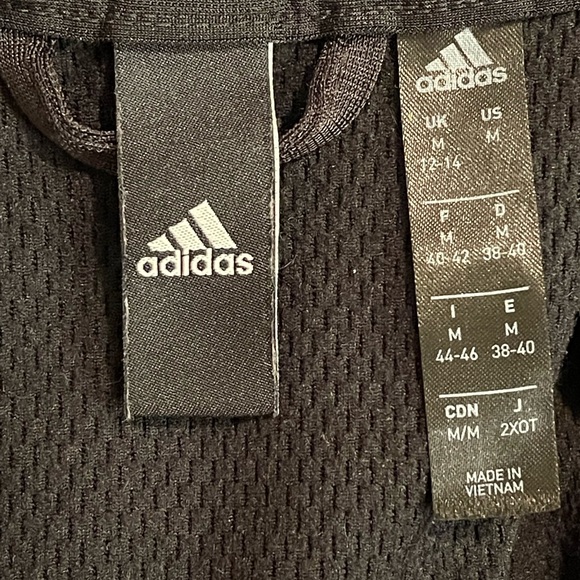 adidas
adidas
UK US
M M
12-14
F D
M M
40-42 38-40
I E
M M
44-46 38-40
CDN J
M/M 2XOT
MADE IN
VIETNAM